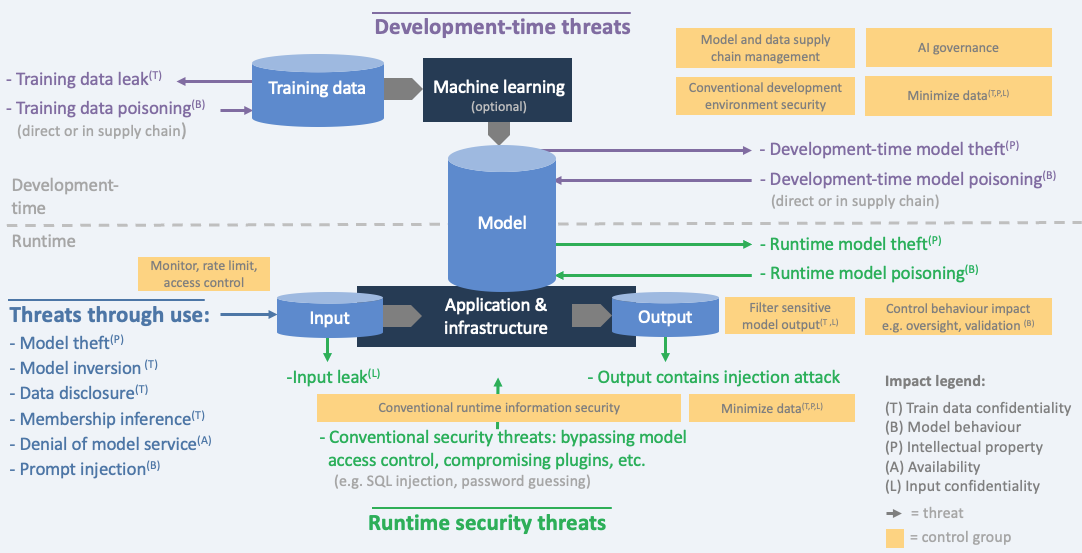 Development-time threats
Model and data supply
chain management
AI governance
Conventional development
environment security
Minimize data(T,P,L)
- Training data leak(T)
- Training data poisoning(B)
(direct or in supply chain)
Training data
Machine learning
(optional)
- Development-time model theft(P)
- Development-time model poisoning(B)
(direct or in supply chain)
Development-
time
Model
Runtime
- Runtime model theft(P)
- Runtime model poisoning(B)
Monitor, rate limit,
access control
Threats through use:
- Model theft(P)
- Model inversion (T)
- Data disclosure(T)
- Membership inference(T)
- Denial of model service(A)
- Prompt injection(B)
Input
Application &
infrastructure
Output
Filter sensitive
model output(T ,L)
Control behaviour impact
e.g. oversight, validation (B)
-Input leak(L)
- Output contains injection attack
Conventional runtime information security
Minimize data(T,P,L)
- Conventional security threats: bypassing model
access control, compromising plugins, etc.
(e.g. SQL injection, password guessing)
Runtime security threats
Impact legend:
(T) Train data confidentiality
(B) Model behaviour
(P) Intellectual property
(A) Availability
(L) Input confidentiality
= threat
= control group